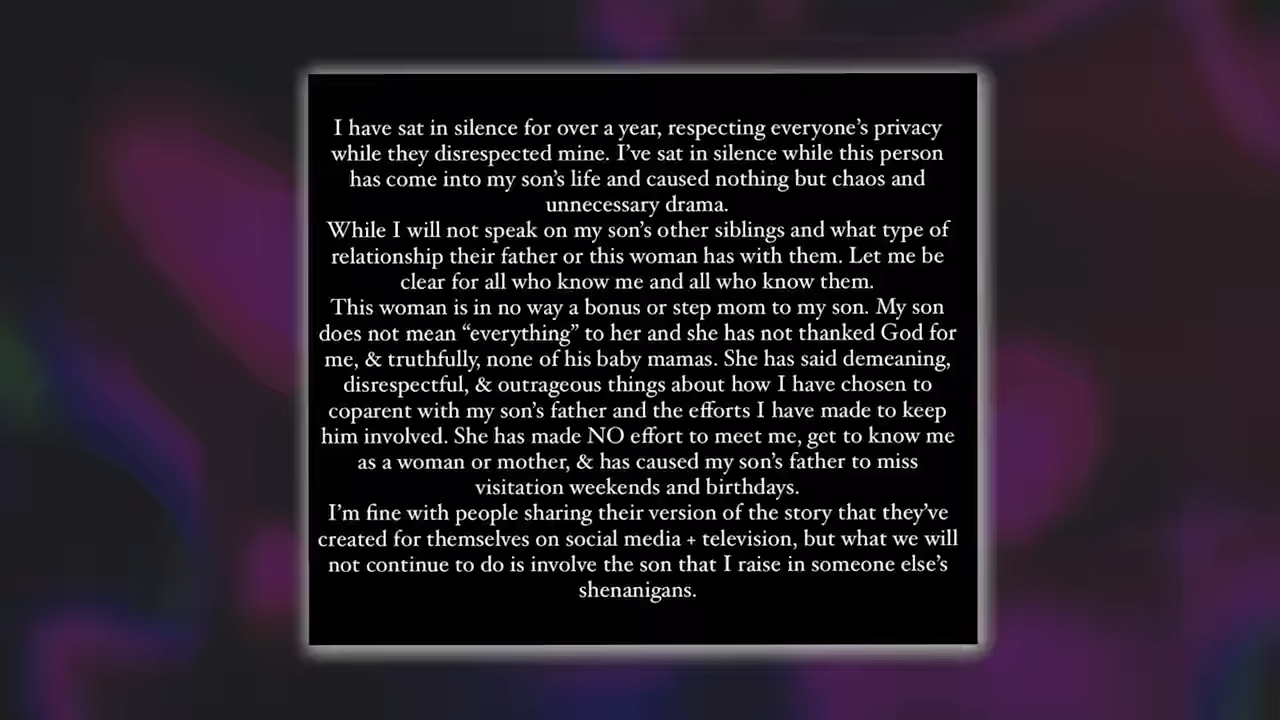 I have sat in silence for over a year, respecting everyone's privacy
while they disrespected mine. I've sat in silence while this person
has come into my son's life and caused nothing but chaos and
unnecessary drama.
While I will not speak on my son's other siblings and what type of
relationship their father or this woman has with them. Let me be
clear for all who know me and all who know them.
This woman is in no way a bonus or step mom to my son. My son
does not mean “everything” to her and she has not thanked God for
me, & truthfully, none of his baby mamas. She has said demeaning,
disrespectful, & outrageous things about how I have chosen to
coparent with my son's father and the efforts I have made to keep
him involved. She has made NO effort to meet me, get to know me
as a woman or mother, & has caused my son's father to miss
visitation weekends and birthdays.
I'm fine with people sharing their version of the story that they've
created for themselves on social media + television, but what we will
not continue to do is involve the son that I raise in someone else's
shenanigans.